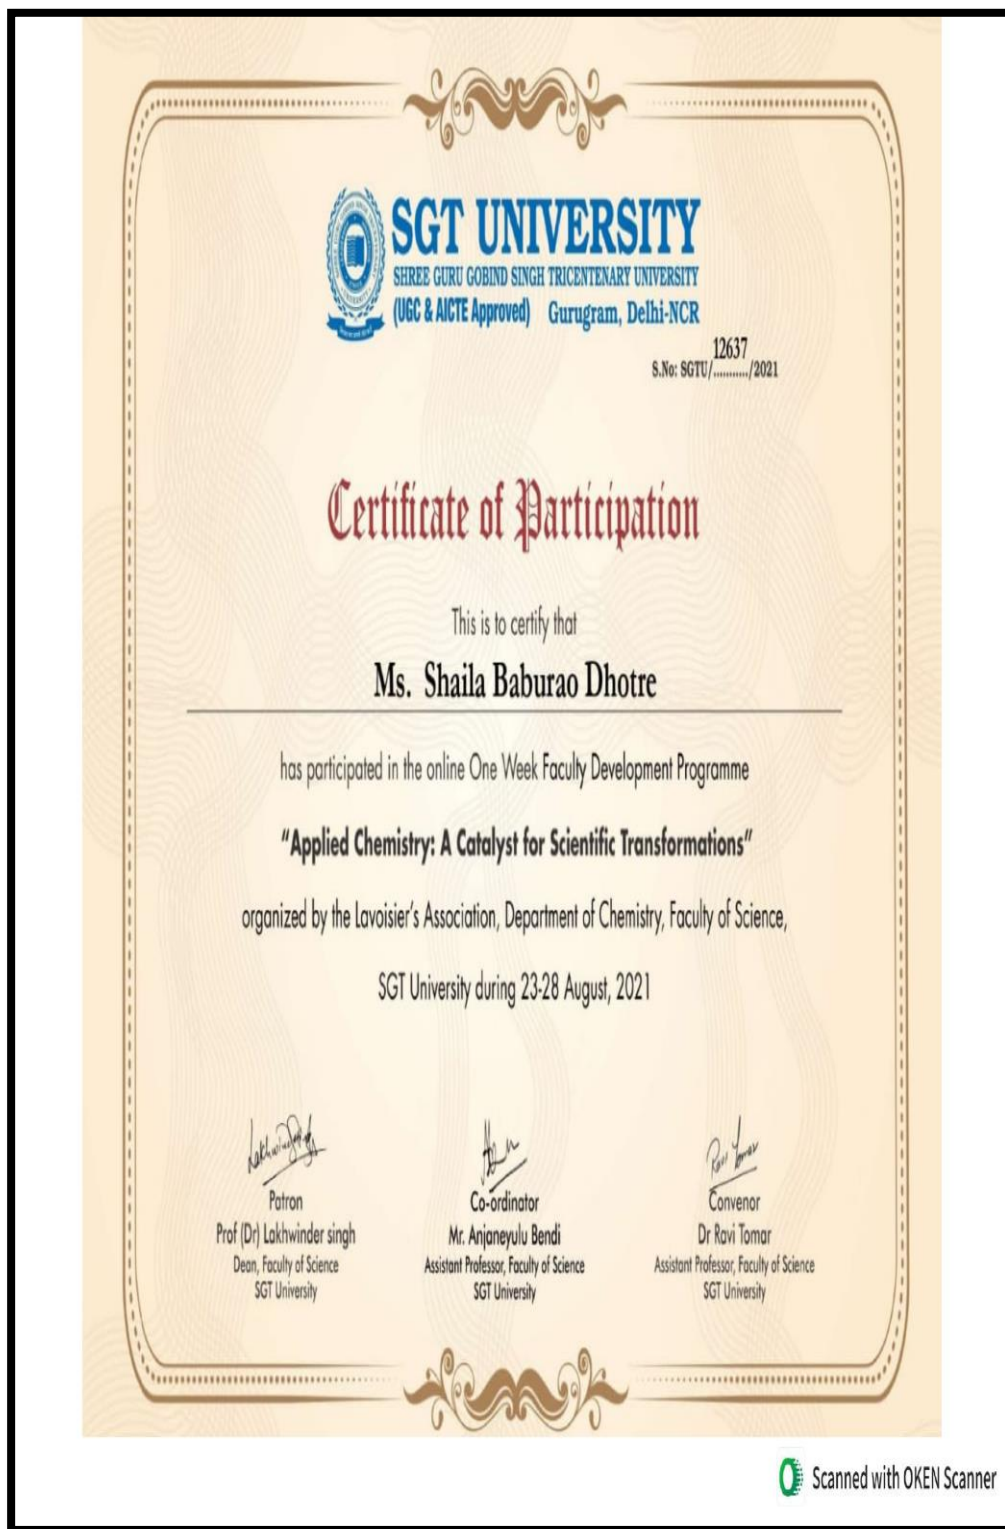 SGT UNIVERSITY
SHREE GURU GOBIND SINGH TRICENTENARY UNIVERSITY
(UGC & AICTE Approved) Gurugram, Delhi-NCR
12637
S.No: SGTU/........../2021
Certificate of Participation
This is to certify that
Ms. Shaila Baburao Dhotre
has participated in the online One Week Faculty Development Programme
“Applied Chemistry: A Catalyst for Scientific Transformations”
organized by the Lavoisier’s Association, Department of Chemistry, Faculty of Science,
SGT University during 23-28 August, 2021
Patron
Prof (Dr) Lakhwinder singh
Dean, Faculty of Science
SGT University
Co-ordinator
Mr. Anjaneyulu Bendi
Assistant Professor, Faculty of Science
SGT University
Ravi Tomar
Convenor
Dr Ravi Tomar
Assistant Professor, Faculty of Science
SGT University
Scanned with OKEN Scanner